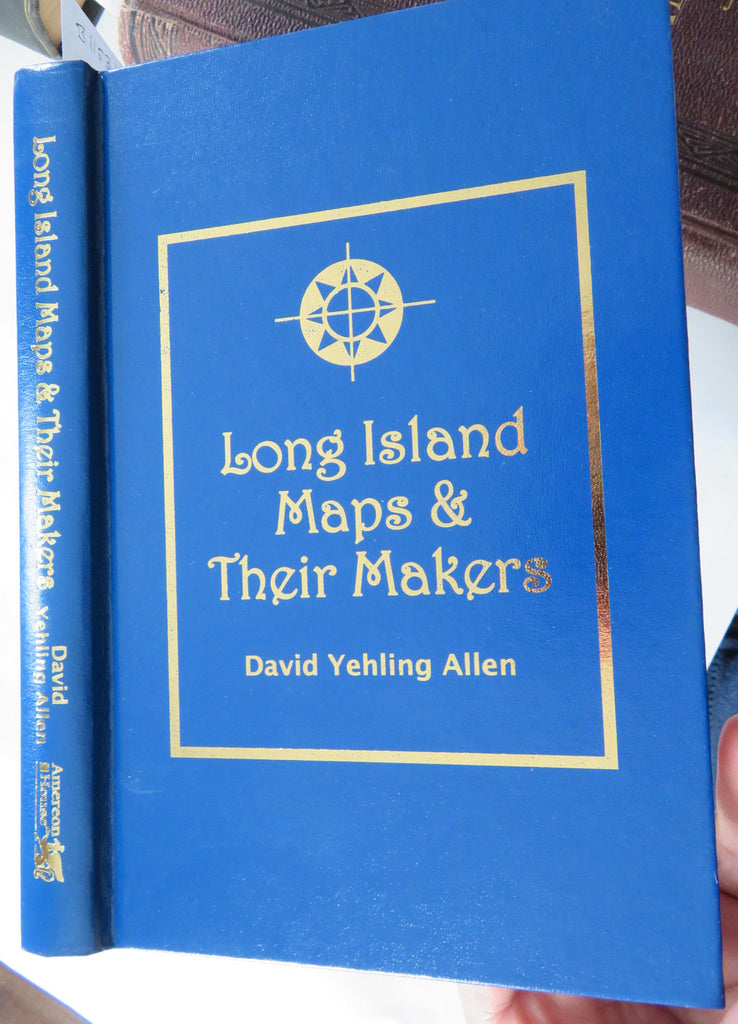 Long Island
Maps &
Their Makers
David Yehling Allen
Long Island Maps & Their Makers
David
Yehling Allen
Amereon
House